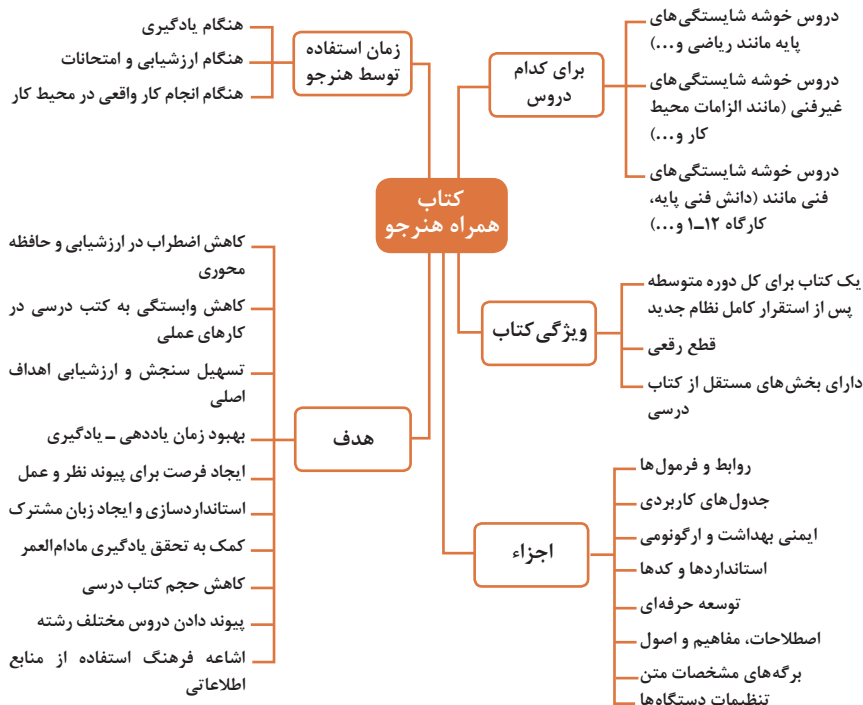 کتاب
همراه هنرجو
برای کدام
دروس
دروس خوشه شایستگی‌های
پایه مانند ریاضی و...)
دروس خوشه شایستگی‌های
غیرفنی (مانند الزامات محیط
کار و...)
دروس خوشه شایستگی‌های
فنی مانند (دانش فنی پایه،
کارگاه ۱۲ــ۱ و...)
ویژگی کتاب
یک کتاب برای کل دوره متوسطه
پس از استقرار کامل نظام جدید
قطع رقعی
دارای بخش‌های مستقل از کتاب
درسی
اجزاء
روابط و فرمول‌ها
جدول‌های کاربردی
ایمنی بهداشت و ارگونومی
استانداردها و کدها
توسعه حرفه‌ای
اصطلاحات، مفاهیم و اصول
برگه‌های مشخصات متن
تنظیمات دستگاه‌ها
زمان استفاده
توسط هنرجو
هنگام یادگیری
هنگام ارزشیابی و امتحانات
هنگام انجام کار واقعی در محیط کار
هدف
کاهش اضطراب در ارزشیابی و حافظه
محوری
کاهش وابستگی به کتب درسی در
کارهای عملی
تسهیل سنجش و ارزشیابی اهداف
اصلی
بهبود زمان یاددهی ــ یادگیری
ایجاد فرصت برای پیوند نظر و عمل
استانداردسازی و ایجاد زبان مشترک
کمک به تحقق یادگیری مادام‌العمر
کاهش حجم کتاب درسی
پیوند دادن دروس مختلف رشته
اشاعه فرهنگ استفاده از منابع
اطلاعاتی